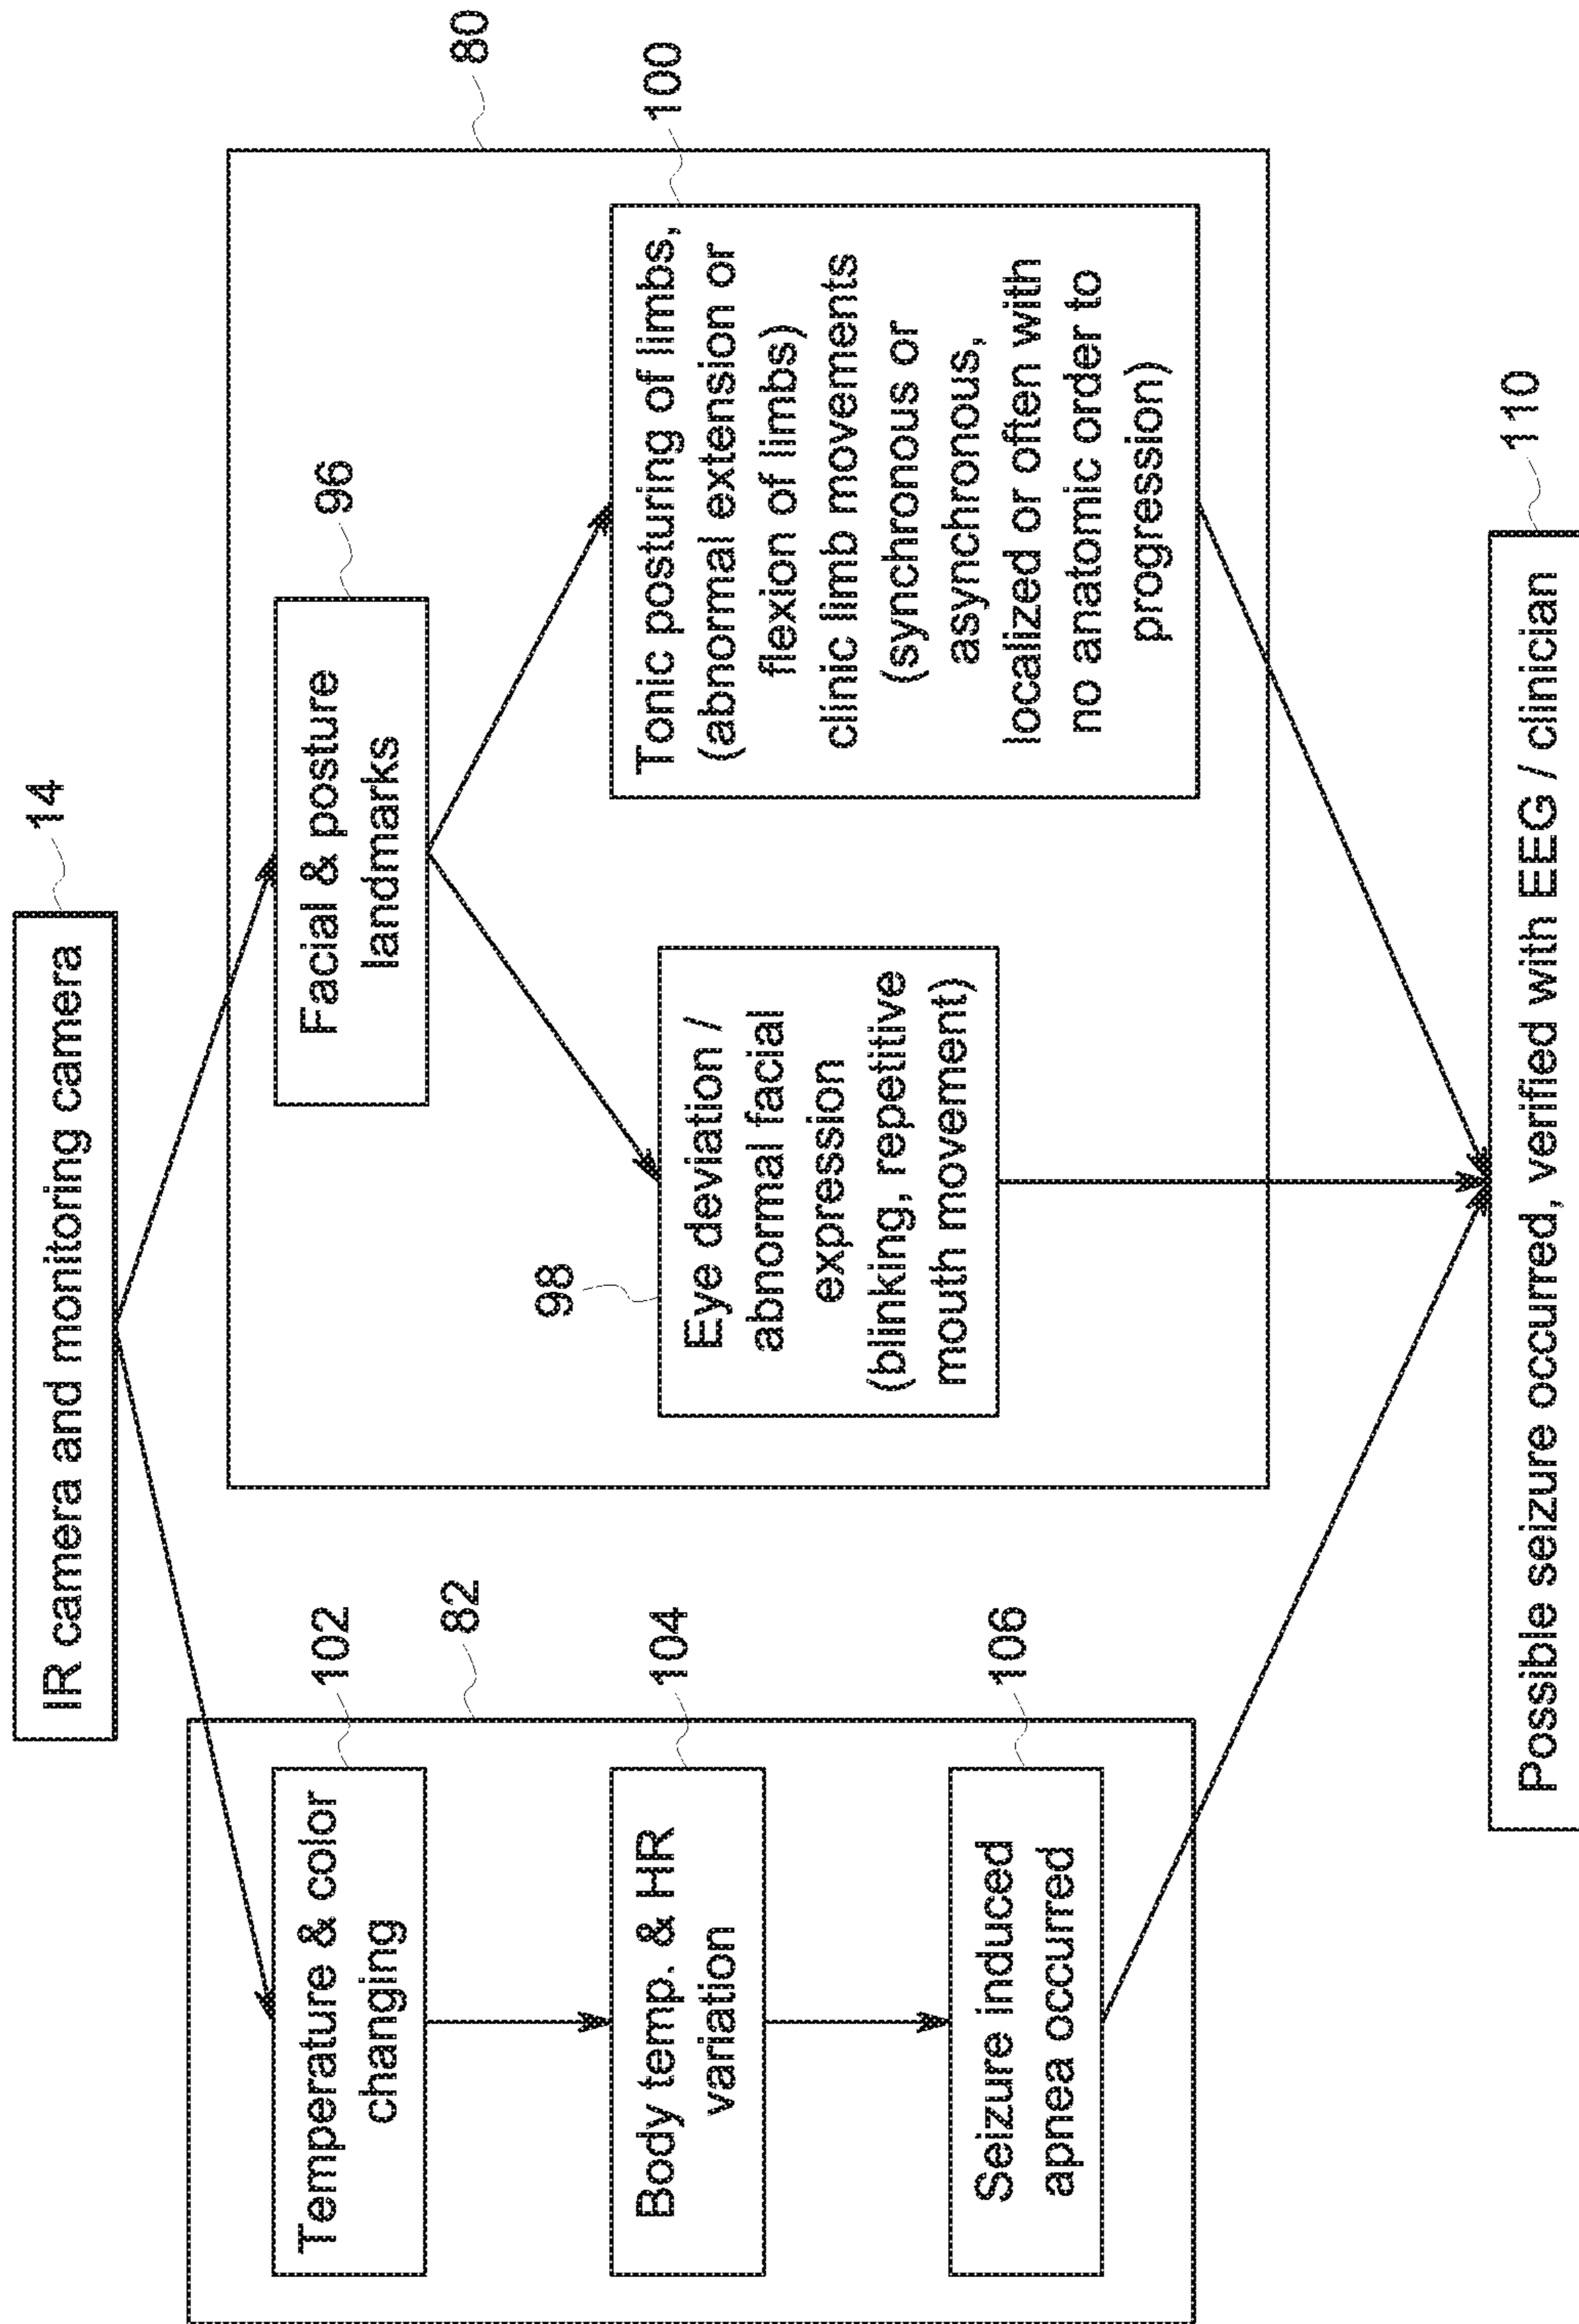 IR camera and monitoring camera
14
Temperature & color
changing
102
82
Body temp. & HR
variation
104
Seizure induced
apnea occurred
106
80
Facial & posture
landmarks
96
98
Eye deviation /
abnormal facial
expression
(blinking, repetitive
mouth movement)
100
Tonic posturing of limbs,
(abnormal extension or
flexion of limbs)
clinic limb movements
(synchronous or
asynchronous,
localized or often with
no anatomic order to
progression)
Possible seizure occurred, verified with EEG / clinician
110